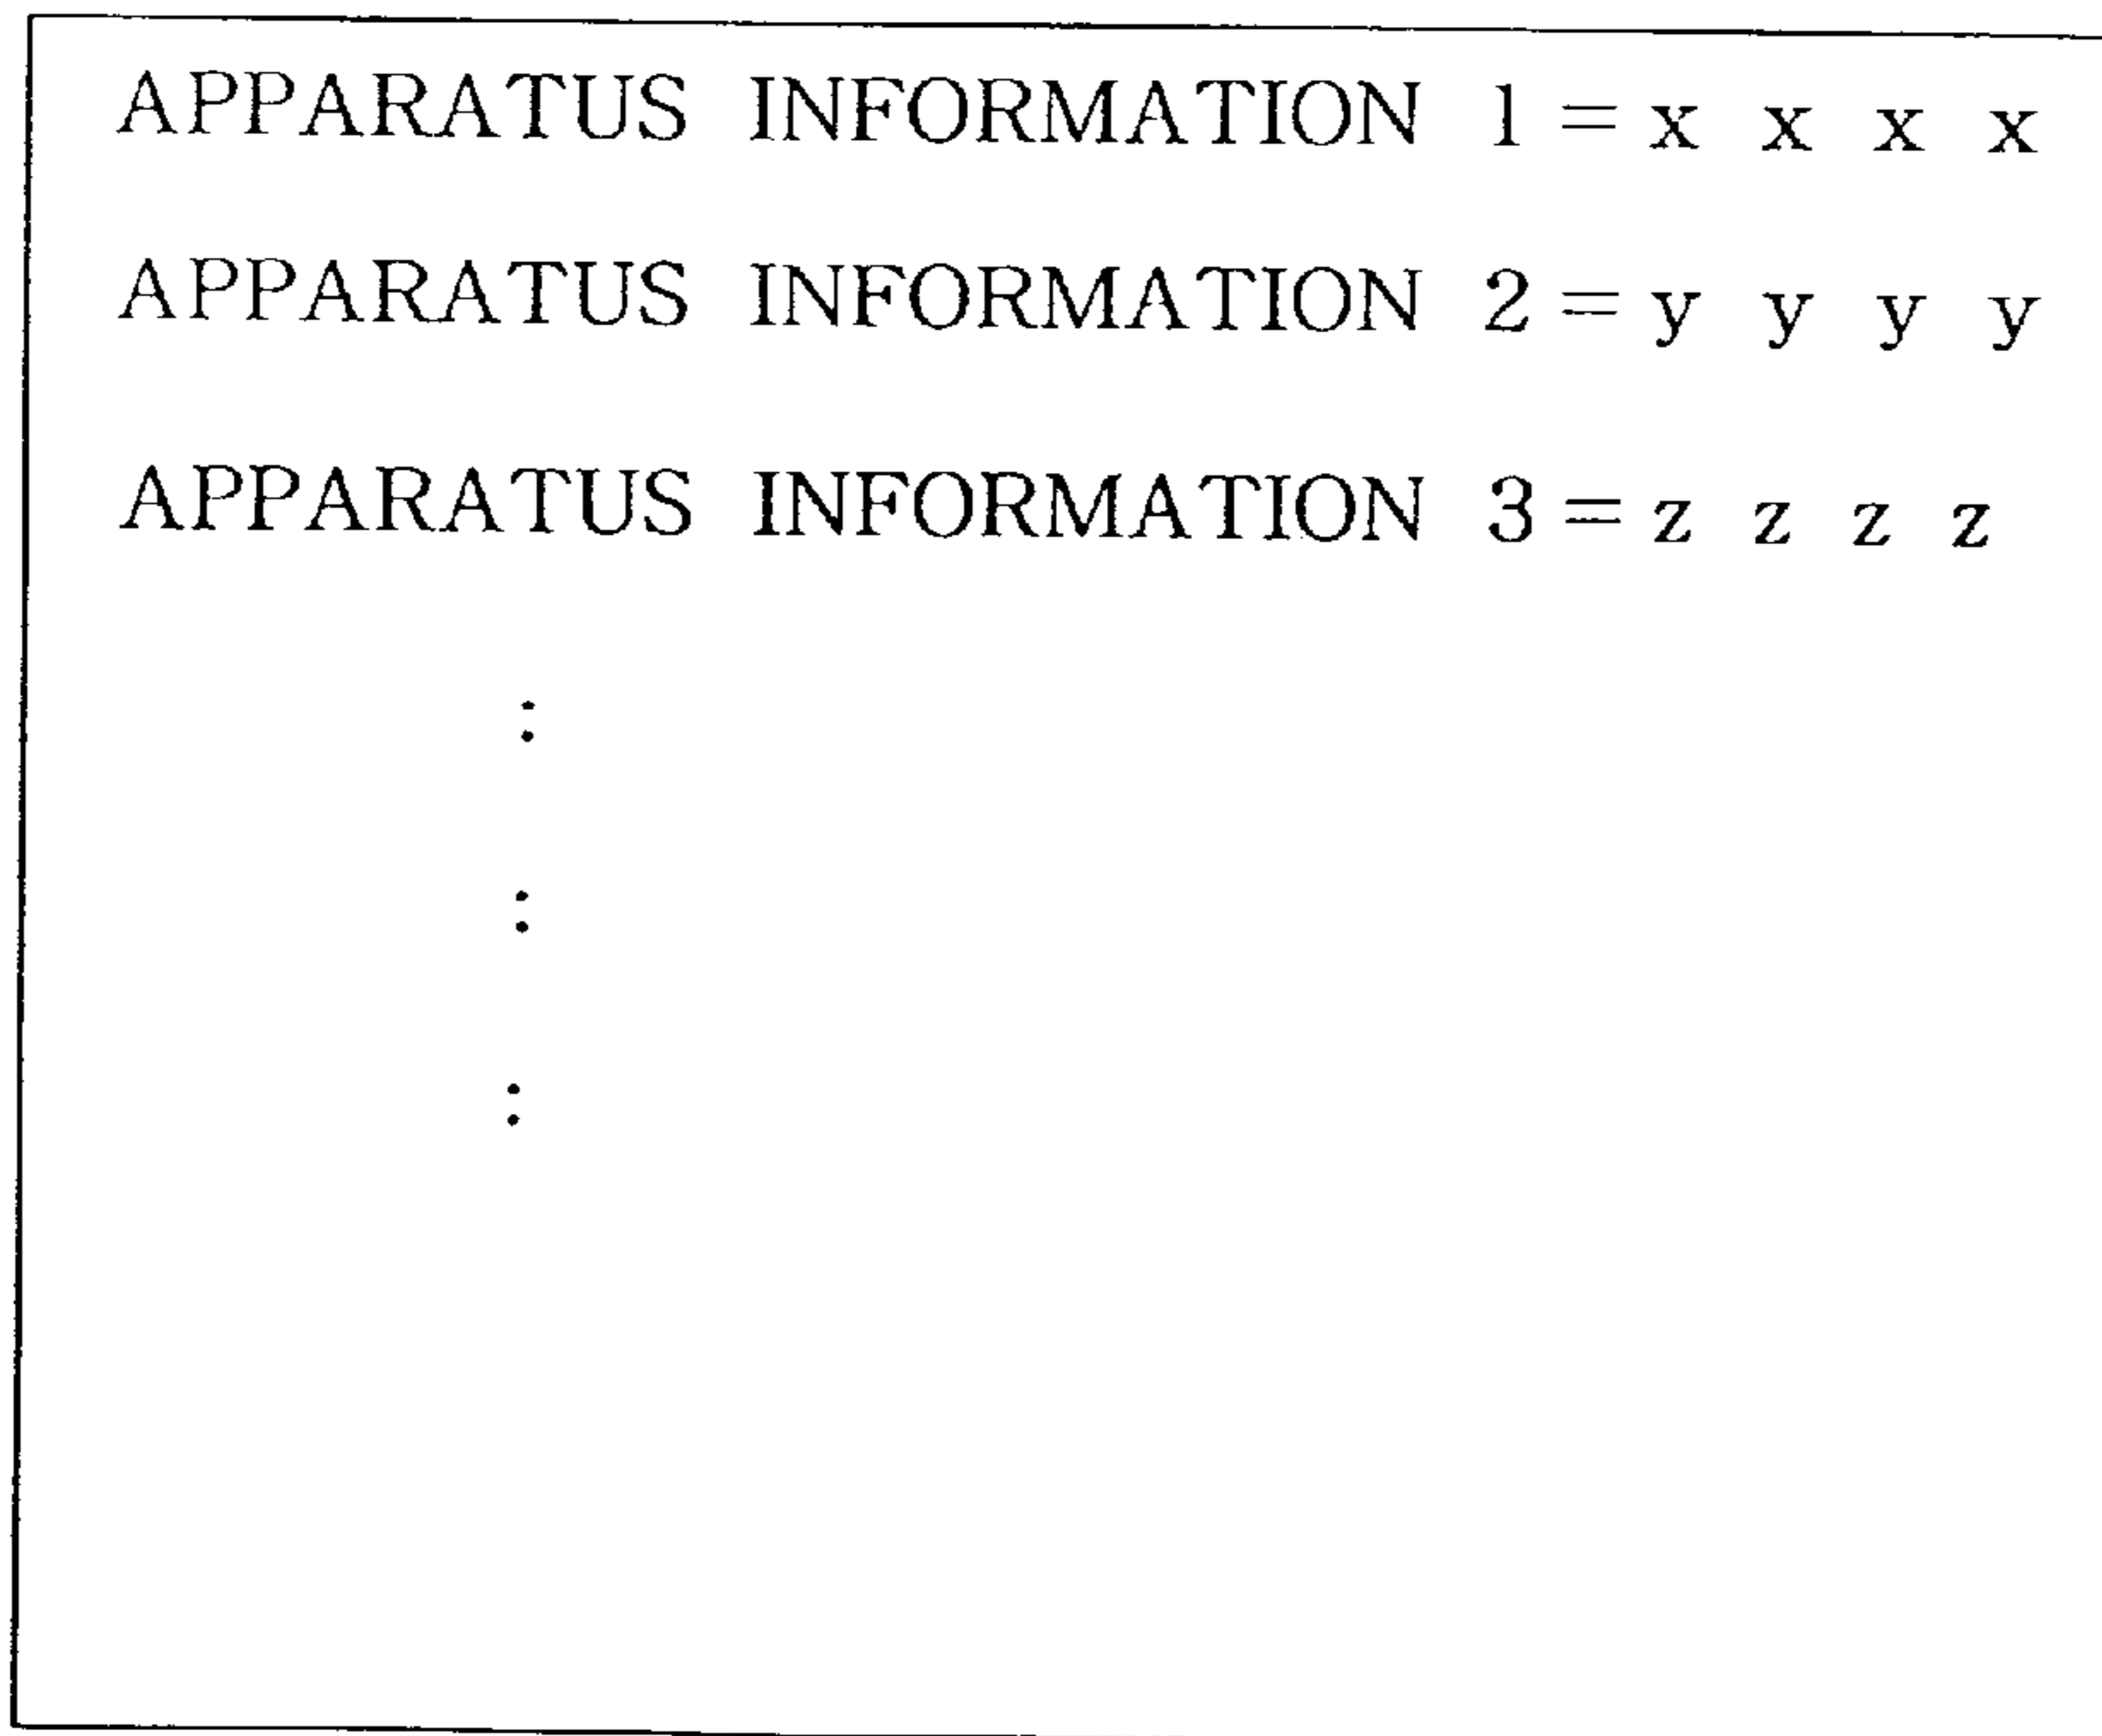 APPARATUS INFORMATION 1 = x x x x
APPARATUS INFORMATION 2 = y y y y
APPARATUS INFORMATION 3 = z z z z
:
:
: